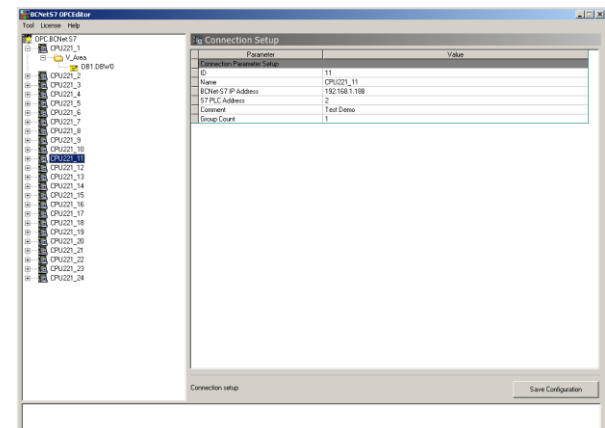 BCNetS7 OPCEditor
Tool License Help
OPC.BCNet.S7
CPU221_1
V_Area
DB1.DBW0
CPU221_2
CPU221_3
CPU221_4
CPU221_5
CPU221_6
CPU221_7
CPU221_8
CPU221_9
CPU221_10
CPU221_11
CPU221_12
CPU221_13
CPU221_14
CPU221_15
CPU221_16
CPU221_17
CPU221_18
CPU221_19
CPU221_20
CPU221_21
CPU221_22
CPU221_23
CPU221_24
Connection Setup
Parameter Value
Connection Parameter Setup
ID 11
Name CPU221_11
BCNet-S7 IP Address 192.168.1.188
S7 PLC Address 2
Comment Test Demo
Group Count 1
Connection setup
Save Configuration